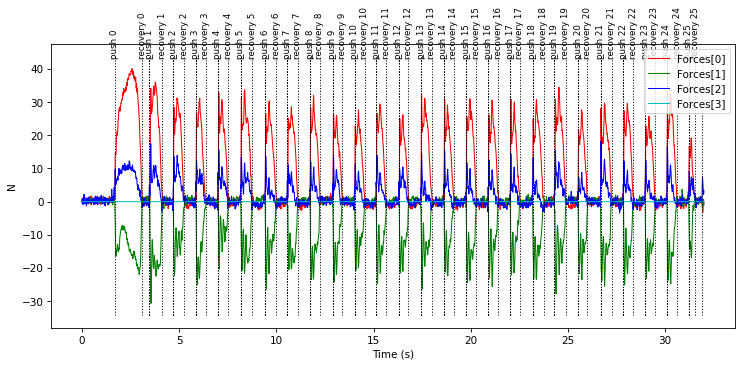 push 0
recovery 0
push 1
recovery 1
push 2
recovery 2
push 3
recovery 3
push 4
recovery 4
push 5
recovery 5
push 6
recovery 6
push 7
recovery 7
push 8
recovery 8
push 9
recovery 9
push 10
recovery 10
push 11
recovery 11
push 12
recovery 12
push 13
recovery 13
push 14
recovery 14
push 15
recovery 15
push 16
recovery 16
push 17
recovery 17
push 18
recovery 18
push 19
recovery 19
push 20
recovery 20
push 21
recovery 21
push 22
recovery 22
push 23
recovery 23
push 24
recovery 24
push 25
recovery 25
Forces[0]
Forces[1]
Forces[2]
Forces[3]
40
30
20
10
0
−10
−20
−30
N
0
5
10
15
20
25
30
Time (s)